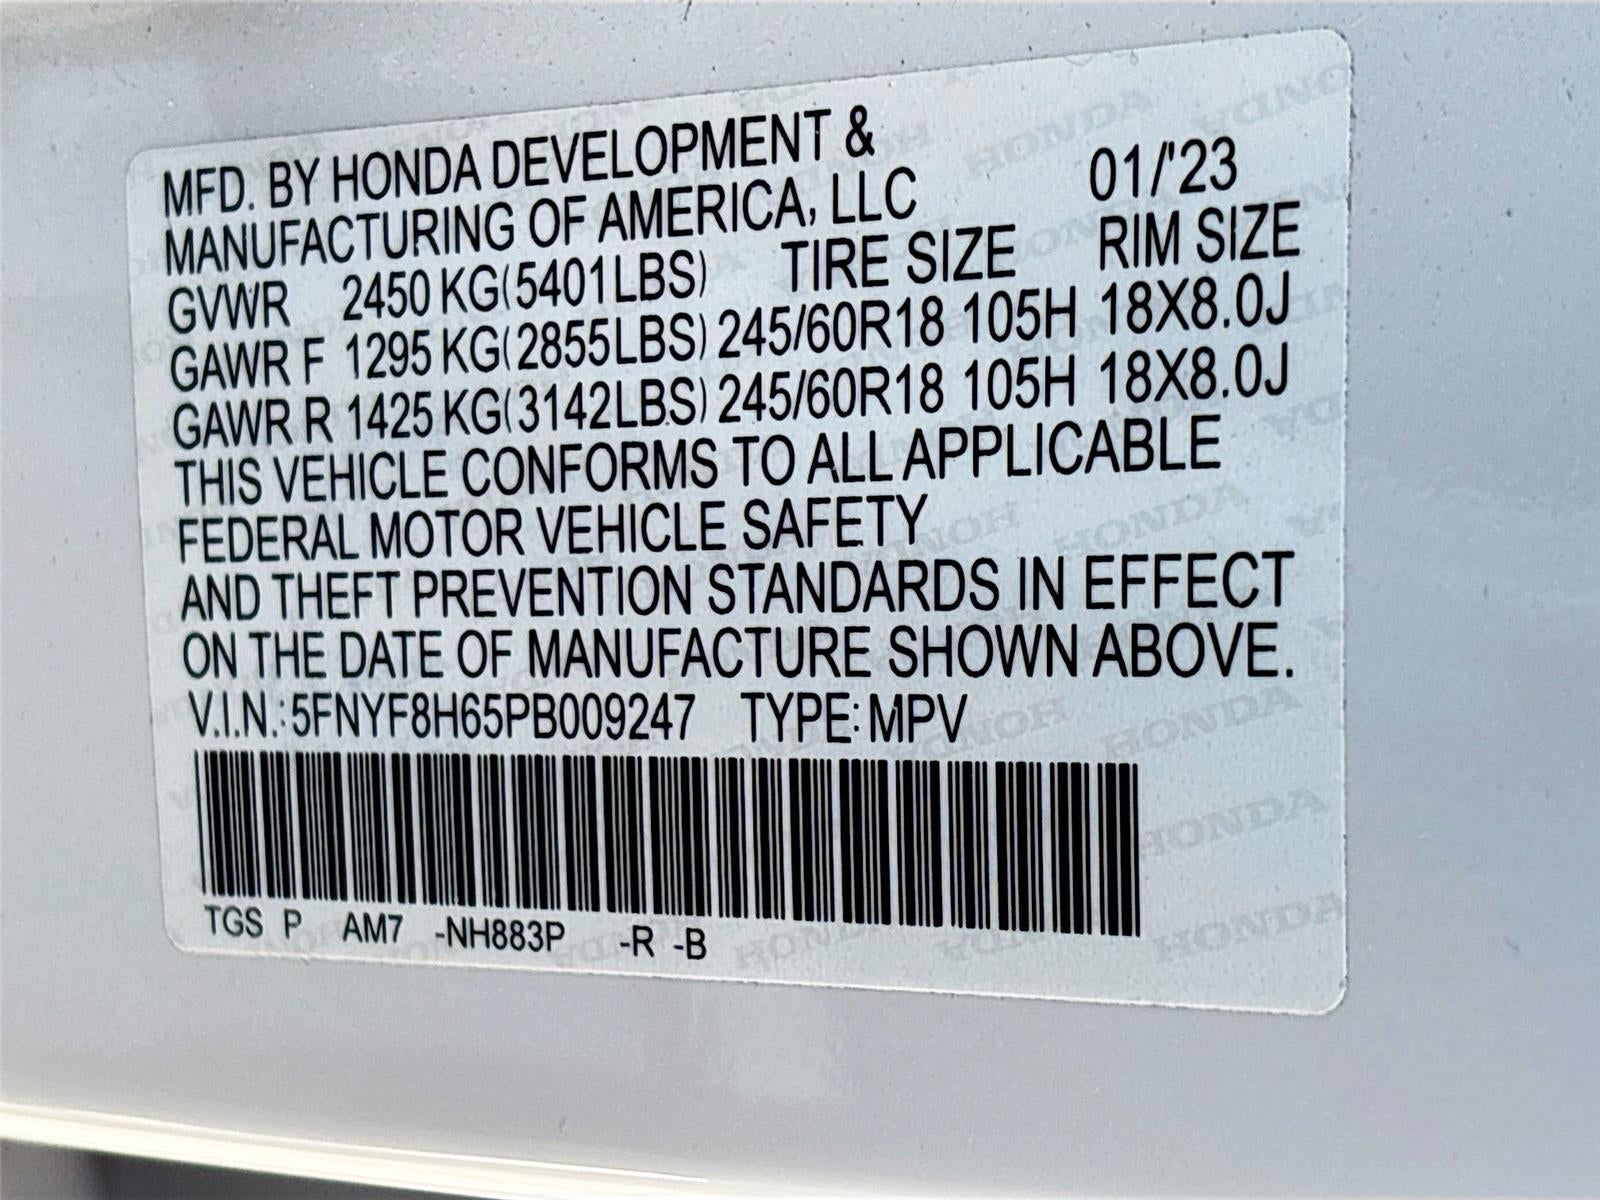 MFD. BY HONDA DEVELOPMENT &
MANUFACTURING OF AMERICA, LLC 01/'23
GVWR 2450 KG(5401LBS) TIRE SIZE RIM SIZE
GAWR F 1295 KG(2855LBS) 245/60R18 105H 18X8.0J
GAWR R 1425 KG(3142LBS) 245/60R18 105H 18X8.0J
THIS VEHICLE CONFORMS TO ALL APPLICABLE
FEDERAL MOTOR VEHICLE SAFETY
AND THEFT PREVENTION STANDARDS IN EFFECT
ON THE DATE OF MANUFACTURE SHOWN ABOVE.
V.I.N.:5FNYF8H65PB009247 TYPE:MPV
TGS P AM7 -NH883P -R -B